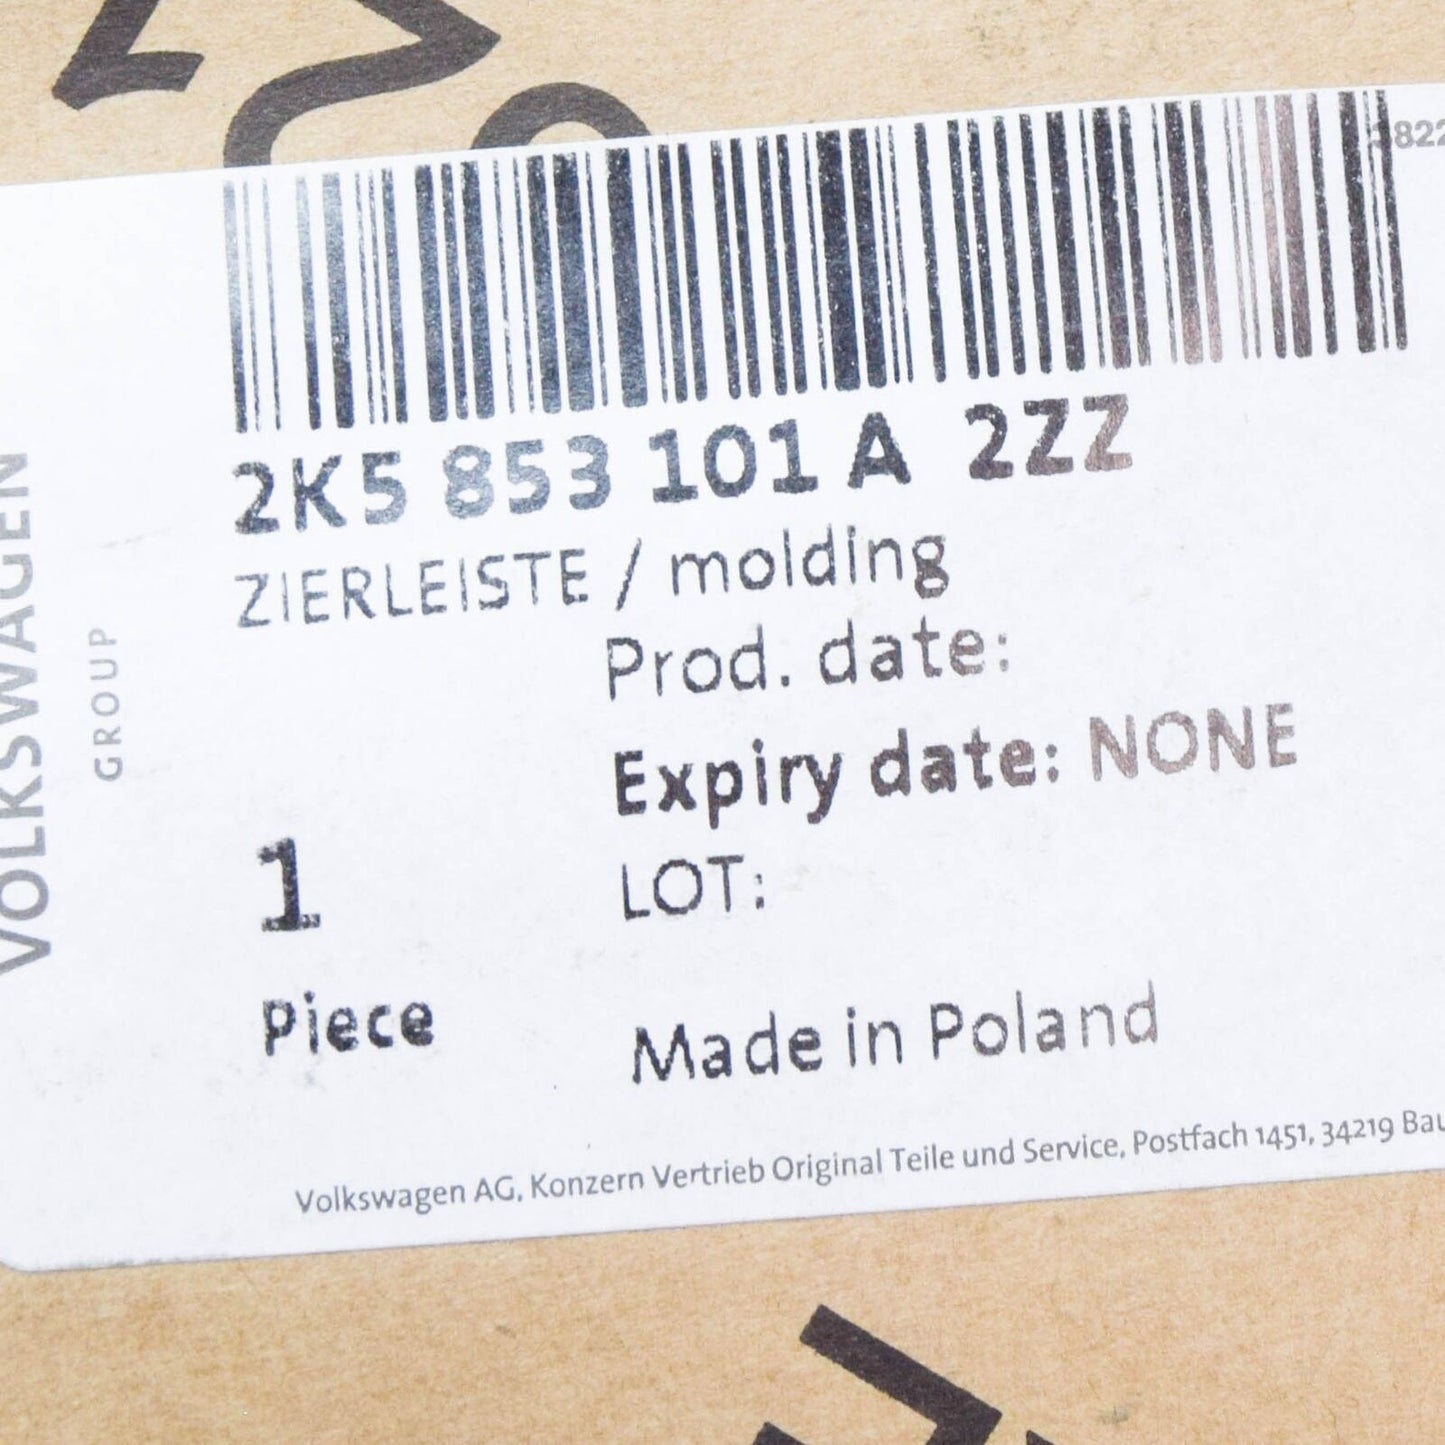 2K5 853 101 A 2ZZ
ZIERLEISTE / molding
Prod. date:
Expiry date: NONE
LOT:
1
Piece
Made in Poland
Volkswagen AG, Konzern Vertrieb Original Teile und Service, Postfach 1451, 34219
VOLKSWAGEN
GROUP